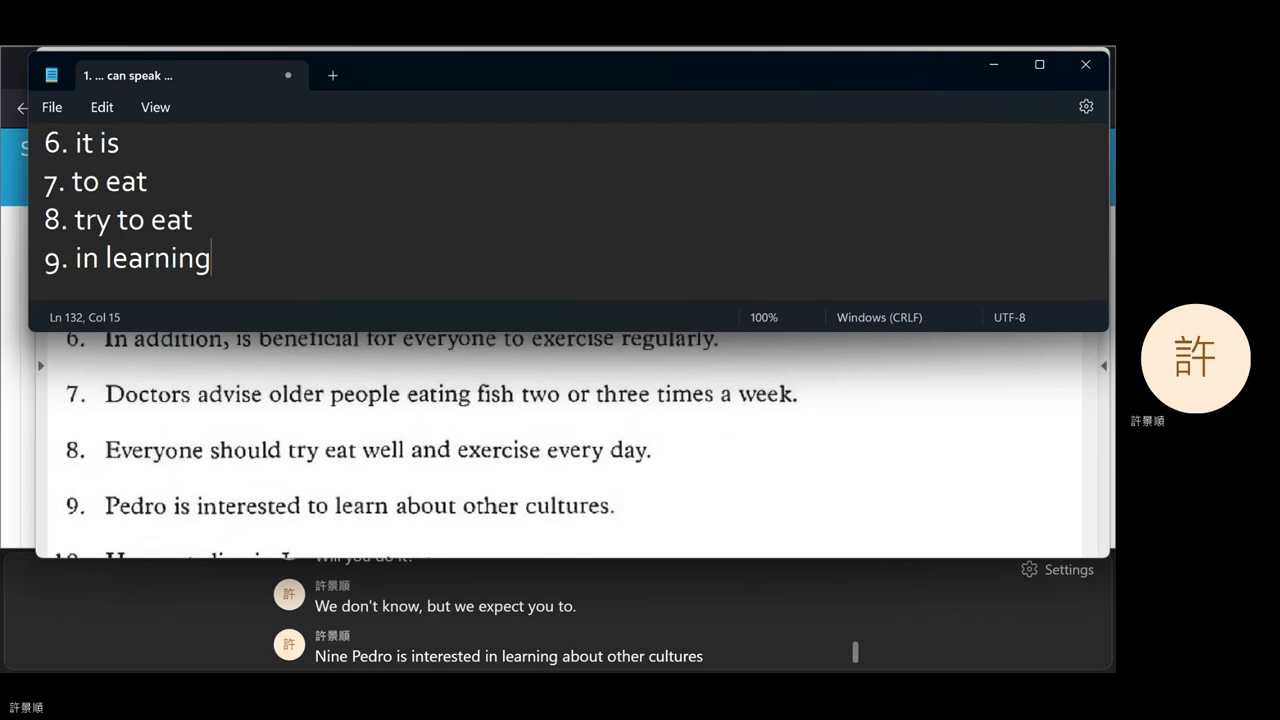 1. ... can speak ...
File Edit View
6. it is
7. to eat
8. try to eat
9. in learning
Ln 132, Col 15 100% Windows (CRLF) UTF-8
6. In addition, is beneficial for everyone to exercise regularly.
7. Doctors advise older people eating fish two or three times a week.
8. Everyone should try eat well and exercise every day.
9. Pedro is interested to learn about other cultures.
許
許景順
Settings
許 許景順
We don't know, but we expect you to.
許 許景順
Nine Pedro is interested in learning about other cultures
許景順